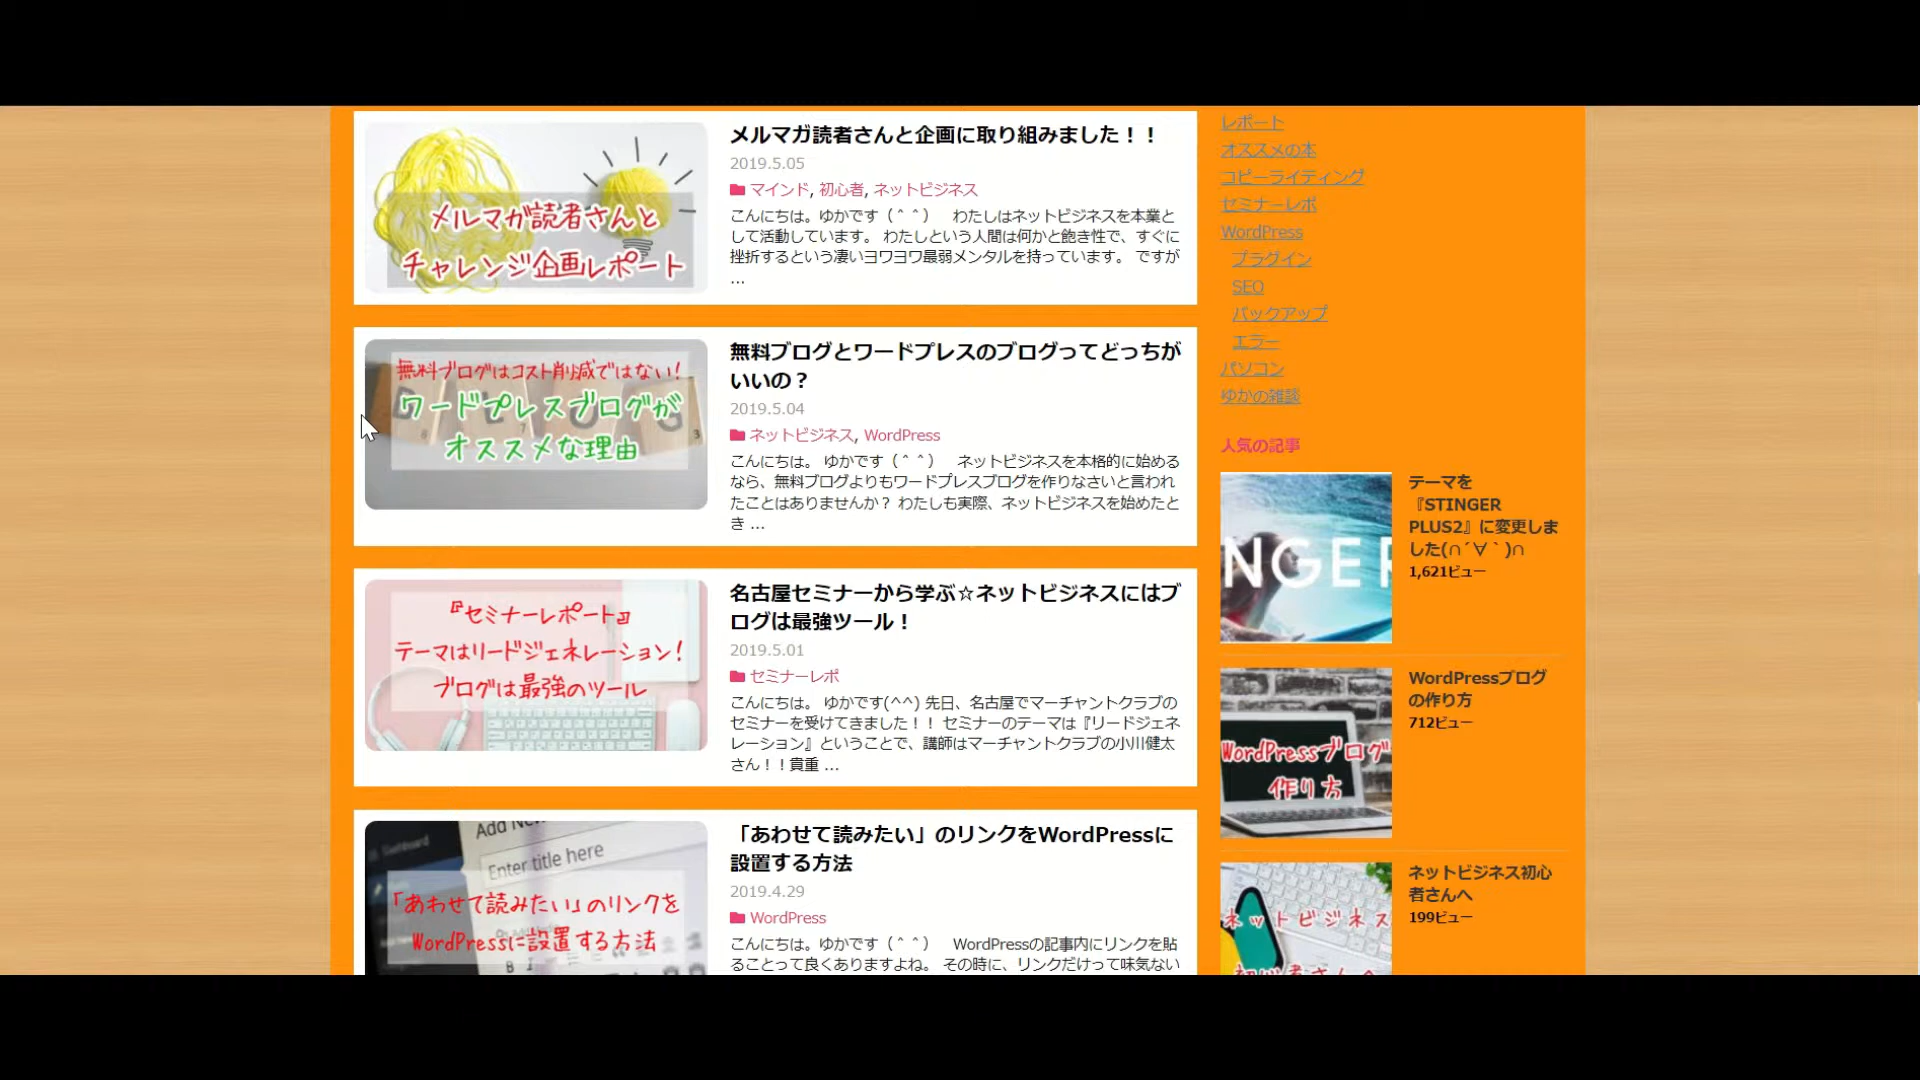 メルマガ読者さんと
チャレンジ企画レポート
メルマガ読者さんと企画に取り組みました！！
2019.5.05
マインド, 初心者, ネットビジネス
こんにちは。ゆかです（＾＾）　わたしはネットビジネスを本業と
して活動しています。 わたしという人間は何かと飽き性で、すぐに
挫折するという凄いヨワヨワ最弱メンタルを持っています。 ですが
...
無料ブログはコスト削減ではない！
ワードプレスブログが
オススメな理由
無料ブログとワードプレスのブログってどっちが
いいの？
2019.5.04
ネットビジネス, WordPress
こんにちは。 ゆかです（＾＾）　ネットビジネスを本格的に始める
なら、無料ブログよりもワードプレスブログを作りなさいと言われ
たことはありませんか？ わたしも実際、ネットビジネスを始めたと
き ...
『セミナーレポート』
テーマはリードジェネレーション！
ブログは最強のツール
名古屋セミナーから学ぶ☆ネットビジネスにはブ
ログは最強ツール！
2019.5.01
セミナーレポ
こんにちは。 ゆかです(^^) 先日、名古屋でマーチャントクラブの
セミナーを受けてきました！！ セミナーのテーマは『リードジェネ
レーション』ということで、講師はマーチャントクラブの小川健太
さん！！貴重 ...
Enter title here
「あわせて読みたい」のリンクを
WordPressに設置する方法
「あわせて読みたい」のリンクをWordPressに
設置する方法
2019.4.29
WordPress
こんにちは。ゆかです（＾＾）　WordPressの記事内にリンクを貼
ることって良くありますよね。 その時に、リンクだけって味気ない
レポート
オススメの本
コピーライティング
セミナーレポ
WordPress
プラグイン
SEO
バックアップ
エラー
パソコン
ゆかの雑談
人気の記事
NGER
テーマを
『STINGER
PLUS2』に変更しま
した(∩´∀｀)∩
1,621ビュー
WordPressブログ
作り方
WordPressブログ
の作り方
712ビュー
ネットビジネス
初心者さんへ
ネットビジネス初心
者さんへ
199ビュー